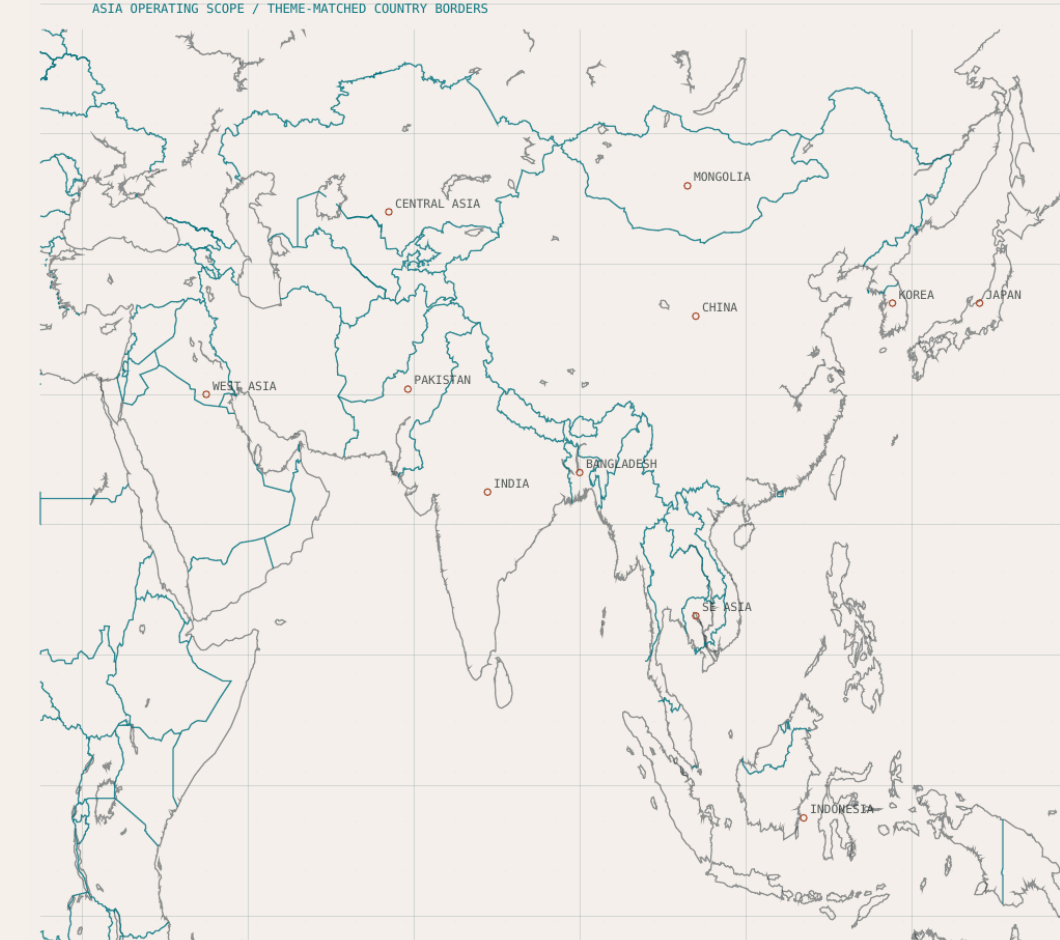 ASIA OPERATING SCOPE / THEME-MATCHED COUNTRY BORDERS
MONGOLIA
CENTRAL ASIA
KOREA
JAPAN
CHINA
WEST ASIA
PAKISTAN
BANGLADESH
INDIA
SE ASIA
INDONESIA